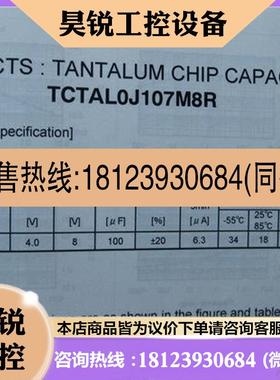 昊锐工控设备
CTS : TANTALUM CHIP CAPAC
TCTAL0J107M8R
pecification]
售热线:18123930684(同
[V] [V] [μF] [%] [μA] -55°C 25°C 85°C
4.0 8 100 ±20 6.3 34 18
are as shown in the figure and table
锐
本店商品皆为议价下单请咨询客服
控
咨询热线:18123930684 (微